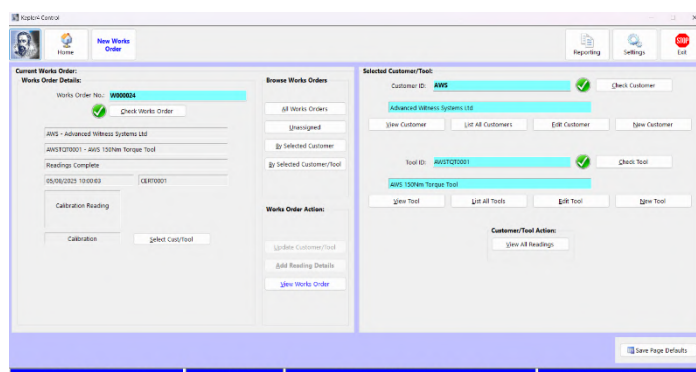 Kepler4 Control
Home
New Works Order
Reporting
Settings
STOP
Exit
Current Works Order:
Works Order Details:
Works Order No.: W000024
Check Works Order
AWS - Advanced Witness Systems Ltd
AWSTQT0001 - AWS 150Nm Torque Tool
Readings Complete
05/06/2025 10:00:03 CERT0001
Calibration Reading
Calibration
Select Cust/Tool
Browse Works Orders
All Works Orders
Unassigned
By Selected Customer
By Selected Customer/Tool
Works Order Action:
Update Customer/Tool
Add Reading Details
View Works Order
Selected Customer/Tool:
Customer ID: AWS
Check Customer
Advanced Witness Systems Ltd
View Customer
List All Customers
Edit Customer
New Customer
Tool ID: AWSTQT0001
Check Tool
AWS 150Nm Torque Tool
View Tool
List All Tools
Edit Tool
New Tool
Customer/Tool Action:
View All Readings
Save Page Defaults